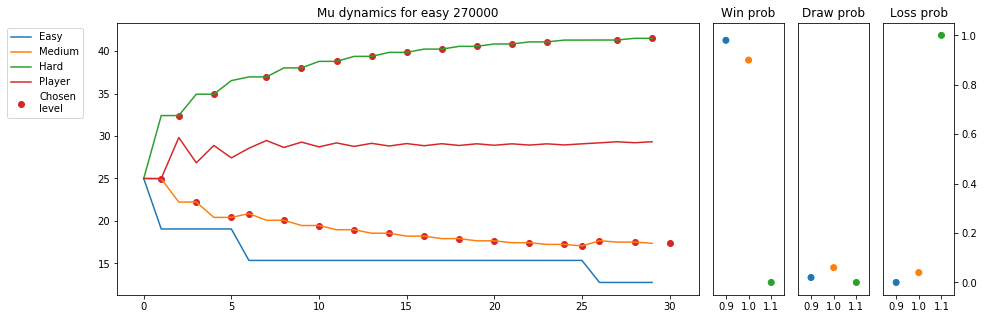 Mu dynamics for easy 270000
Win prob
Draw prob
Loss prob
Easy
Medium
Hard
Player
Chosen
level
40
35
30
25
20
15
0
5
10
15
20
25
30
0.9
1.0
1.1
0.9
1.0
1.1
0.9
1.0
1.1
1.0
0.8
0.6
0.4
0.2
0.0